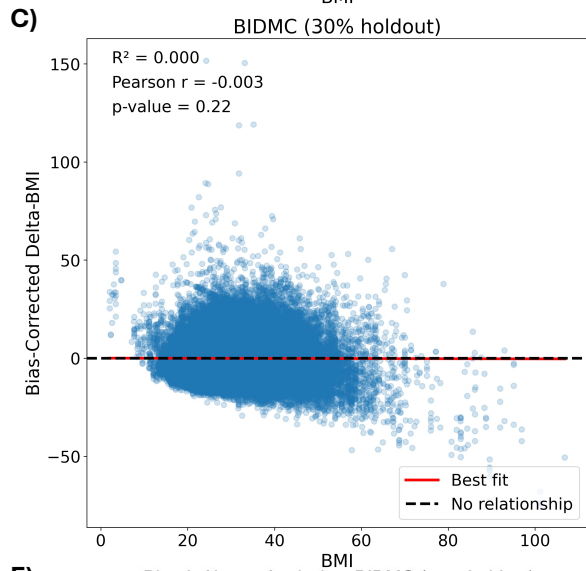 BMI
C)
BIDMC (30% holdout)
R² = 0.000
Pearson r = -0.003
p-value = 0.22
Bias-Corrected Delta-BMI
150
100
50
0
−50
Best fit
No relationship
0 20 40 60 80 100
BMI